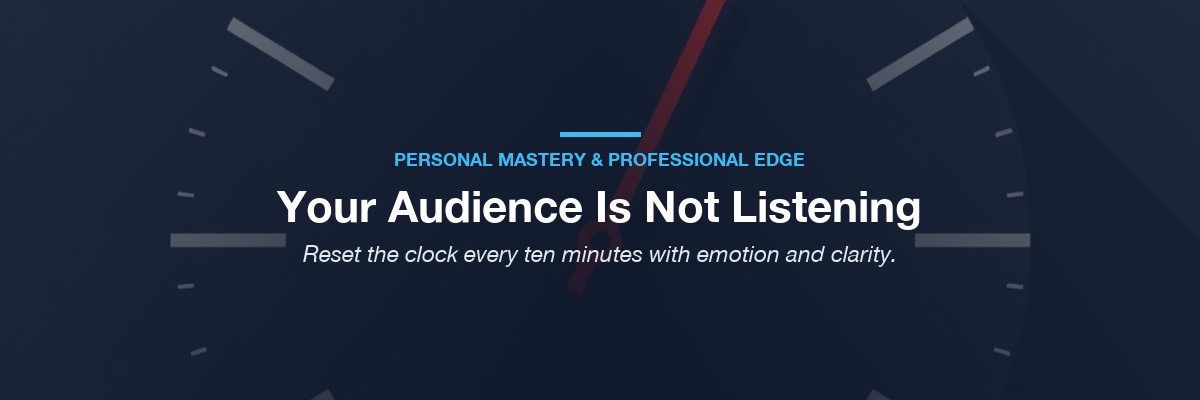 PERSONAL MASTERY & PROFESSIONAL EDGE
Your Audience Is Not Listening
Reset the clock every ten minutes with emotion and clarity.